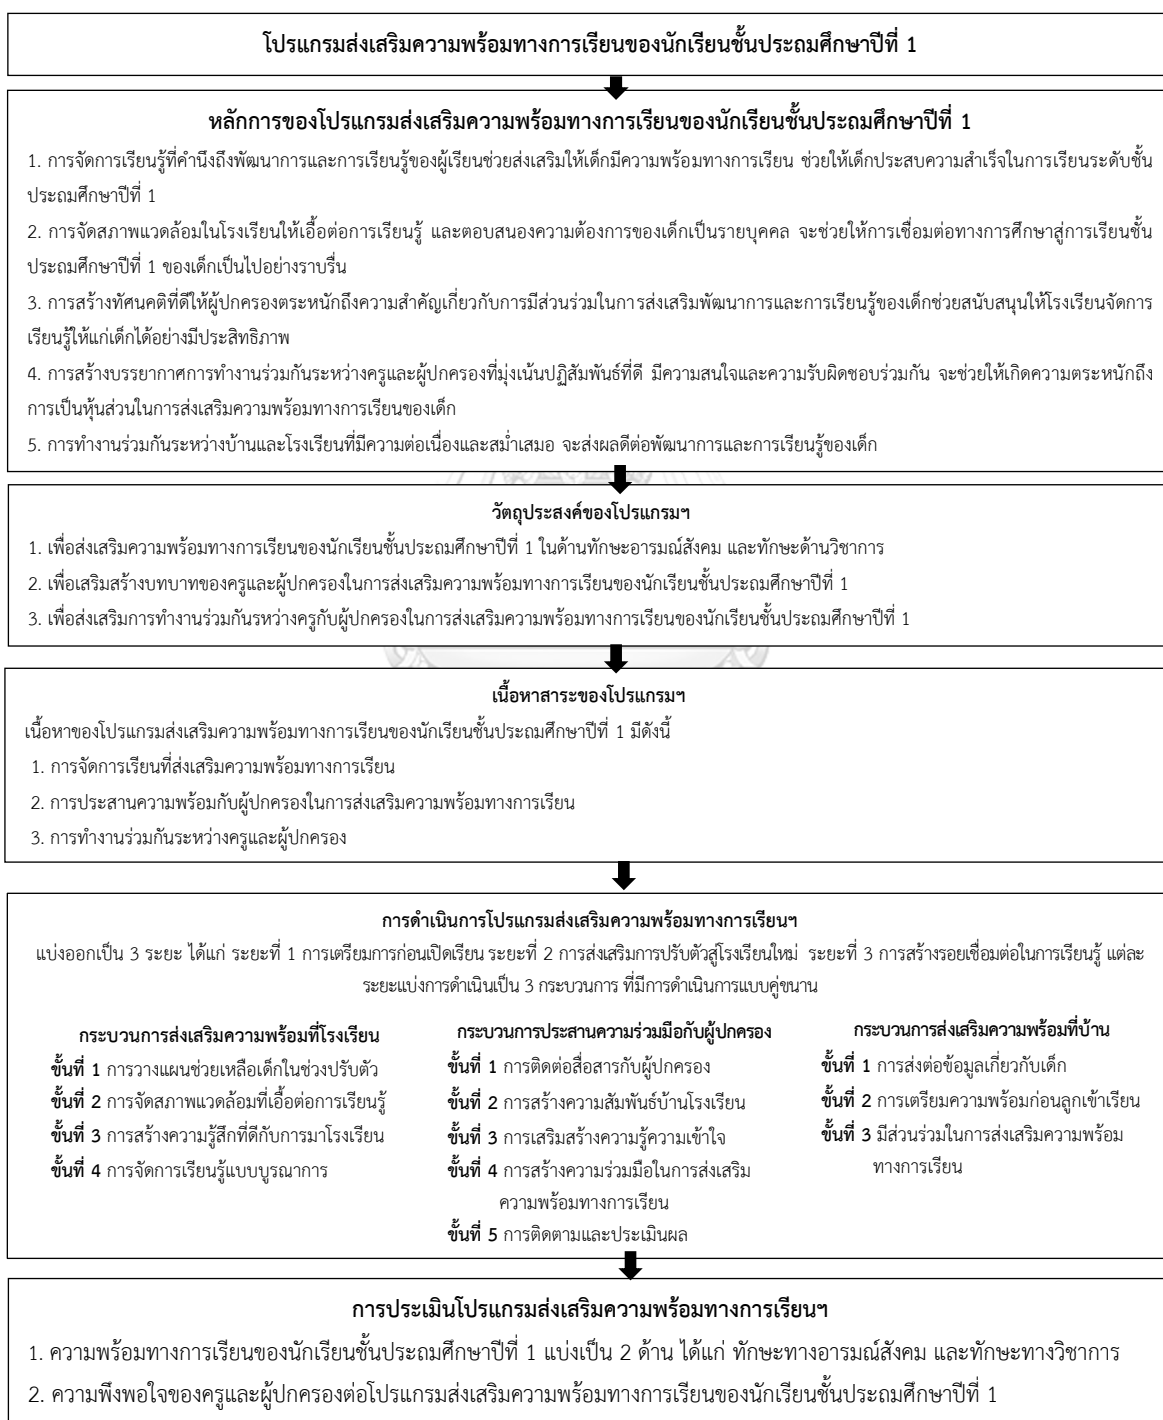 โปรแกรมส่งเสริมความพร้อมทางการเรียนของนักเรียนชั้นประถมศึกษาปีที่ 1
หลักการของโปรแกรมส่งเสริมความพร้อมทางการเรียนของนักเรียนชั้นประถมศึกษาปีที่ 1
1. การจัดการเรียนรู้ที่คำนึงถึงพัฒนาการและการเรียนรู้ของผู้เรียนช่วยส่งเสริมให้เด็กมีความพร้อมทางการเรียน ช่วยให้เด็กประสบความสำเร็จในการเรียนระดับชั้น
ประถมศึกษาปีที่ 1
2. การจัดสภาพแวดล้อมในโรงเรียนให้เอื้อต่อการเรียนรู้ และตอบสนองความต้องการของเด็กเป็นรายบุคคล จะช่วยให้การเชื่อมต่อทางการศึกษาสู่การเรียนชั้น
ประถมศึกษาปีที่ 1 ของเด็กเป็นไปอย่างราบรื่น
3. การสร้างทัศนคติที่ดีให้ผู้ปกครองตระหนักถึงความสำคัญเกี่ยวกับการมีส่วนร่วมในการส่งเสริมพัฒนาการและการเรียนรู้ของเด็กช่วยสนับสนุนให้โรงเรียนจัดการ
เรียนรู้ให้แก่เด็กได้อย่างมีประสิทธิภาพ
4. การสร้างบรรยากาศการทำงานร่วมกันระหว่างครูและผู้ปกครองที่มุ่งเน้นปฏิสัมพันธ์ที่ดี มีความสนใจและความรับผิดชอบร่วมกัน จะช่วยให้เกิดความตระหนักถึง
การเป็นหุ้นส่วนในการส่งเสริมความพร้อมทางการเรียนของเด็ก
5. การทำงานร่วมกันระหว่างบ้านและโรงเรียนที่มีความต่อเนื่องและสม่ำเสมอ จะส่งผลดีต่อพัฒนาการและการเรียนรู้ของเด็ก
วัตถุประสงค์ของโปรแกรมฯ
1. เพื่อส่งเสริมความพร้อมทางการเรียนของนักเรียนชั้นประถมศึกษาปีที่ 1 ในด้านทักษะอารมณ์สังคม และทักษะด้านวิชาการ
2. เพื่อเสริมสร้างบทบาทของครูและผู้ปกครองในการส่งเสริมความพร้อมทางการเรียนของนักเรียนชั้นประถมศึกษาปีที่ 1
3. เพื่อส่งเสริมการทำงานร่วมกันรหว่างครูกับผู้ปกครองในการส่งเสริมความพร้อมทางการเรียนของนักเรียนชั้นประถมศึกษาปีที่ 1
เนื้อหาสาระของโปรแกรมฯ
เนื้อหาของโปรแกรมส่งเสริมความพร้อมทางการเรียนของนักเรียนชั้นประถมศึกษาปีที่ 1 มีดังนี้
1. การจัดการเรียนที่ส่งเสริมความพร้อมทางการเรียน
2. การประสานความพร้อมกับผู้ปกครองในการส่งเสริมความพร้อมทางการเรียน
3. การทำงานร่วมกันระหว่างครูและผู้ปกครอง
การดำเนินการโปรแกรมส่งเสริมความพร้อมทางการเรียนฯ
แบ่งออกเป็น 3 ระยะ ได้แก่ ระยะที่ 1 การเตรียมการก่อนเปิดเรียน ระยะที่ 2 การส่งเสริมการปรับตัวสู่โรงเรียนใหม่ ระยะที่ 3 การสร้างรอยเชื่อมต่อในการเรียนรู้ แต่ละ
ระยะแบ่งการดำเนินเป็น 3 กระบวนการ ที่มีการดำเนินการแบบคู่ขนาน
กระบวนการส่งเสริมความพร้อมที่โรงเรียน
ขั้นที่ 1 การวางแผนช่วยเหลือเด็กในช่วงปรับตัว
ขั้นที่ 2 การจัดสภาพแวดล้อมที่เอื้อต่อการเรียนรู้
ขั้นที่ 3 การสร้างความรู้สึกที่ดีกับการมาโรงเรียน
ขั้นที่ 4 การจัดการเรียนรู้แบบบูรณาการ
กระบวนการประสานความร่วมมือกับผู้ปกครอง
ขั้นที่ 1 การติดต่อสื่อสารกับผู้ปกครอง
ขั้นที่ 2 การสร้างความสัมพันธ์บ้านโรงเรียน
ขั้นที่ 3 การเสริมสร้างความรู้ความเข้าใจ
ขั้นที่ 4 การสร้างความร่วมมือในการส่งเสริม
ความพร้อมทางการเรียน
ขั้นที่ 5 การติดตามและประเมินผล
กระบวนการส่งเสริมความพร้อมที่บ้าน
ขั้นที่ 1 การส่งต่อข้อมูลเกี่ยวกับเด็ก
ขั้นที่ 2 การเตรียมความพร้อมก่อนลูกเข้าเรียน
ขั้นที่ 3 มีส่วนร่วมในการส่งเสริมความพร้อม
ทางการเรียน
การประเมินโปรแกรมส่งเสริมความพร้อมทางการเรียนฯ
1. ความพร้อมทางการเรียนของนักเรียนชั้นประถมศึกษาปีที่ 1 แบ่งเป็น 2 ด้าน ได้แก่ ทักษะทางอารมณ์สังคม และทักษะทางวิชาการ
2. ความพึงพอใจของครูและผู้ปกครองต่อโปรแกรมส่งเสริมความพร้อมทางการเรียนของนักเรียนชั้นประถมศึกษาปีที่ 1